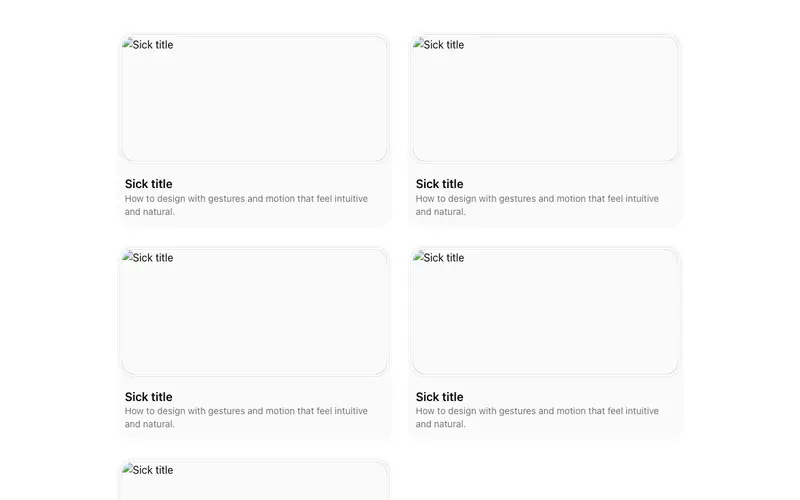 Sick title
Sick title
Sick title
How to design with gestures and motion that feel intuitive
and natural.
Sick title
How to design with gestures and motion that feel intuitive
and natural.
Sick title
Sick title
Sick title
How to design with gestures and motion that feel intuitive
and natural.
Sick title
How to design with gestures and motion that feel intuitive
and natural.
Sick title